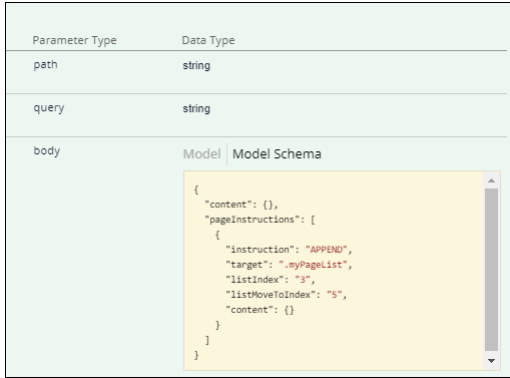 Parameter Type Data Type
path string
query string
body Model Model Schema
{
"content": {},
"pageInstructions": [
{
"instruction": "APPEND",
"target": ".myPageList",
"listIndex": "3",
"listMoveToIndex": "5",
"content": {}
}
]
}